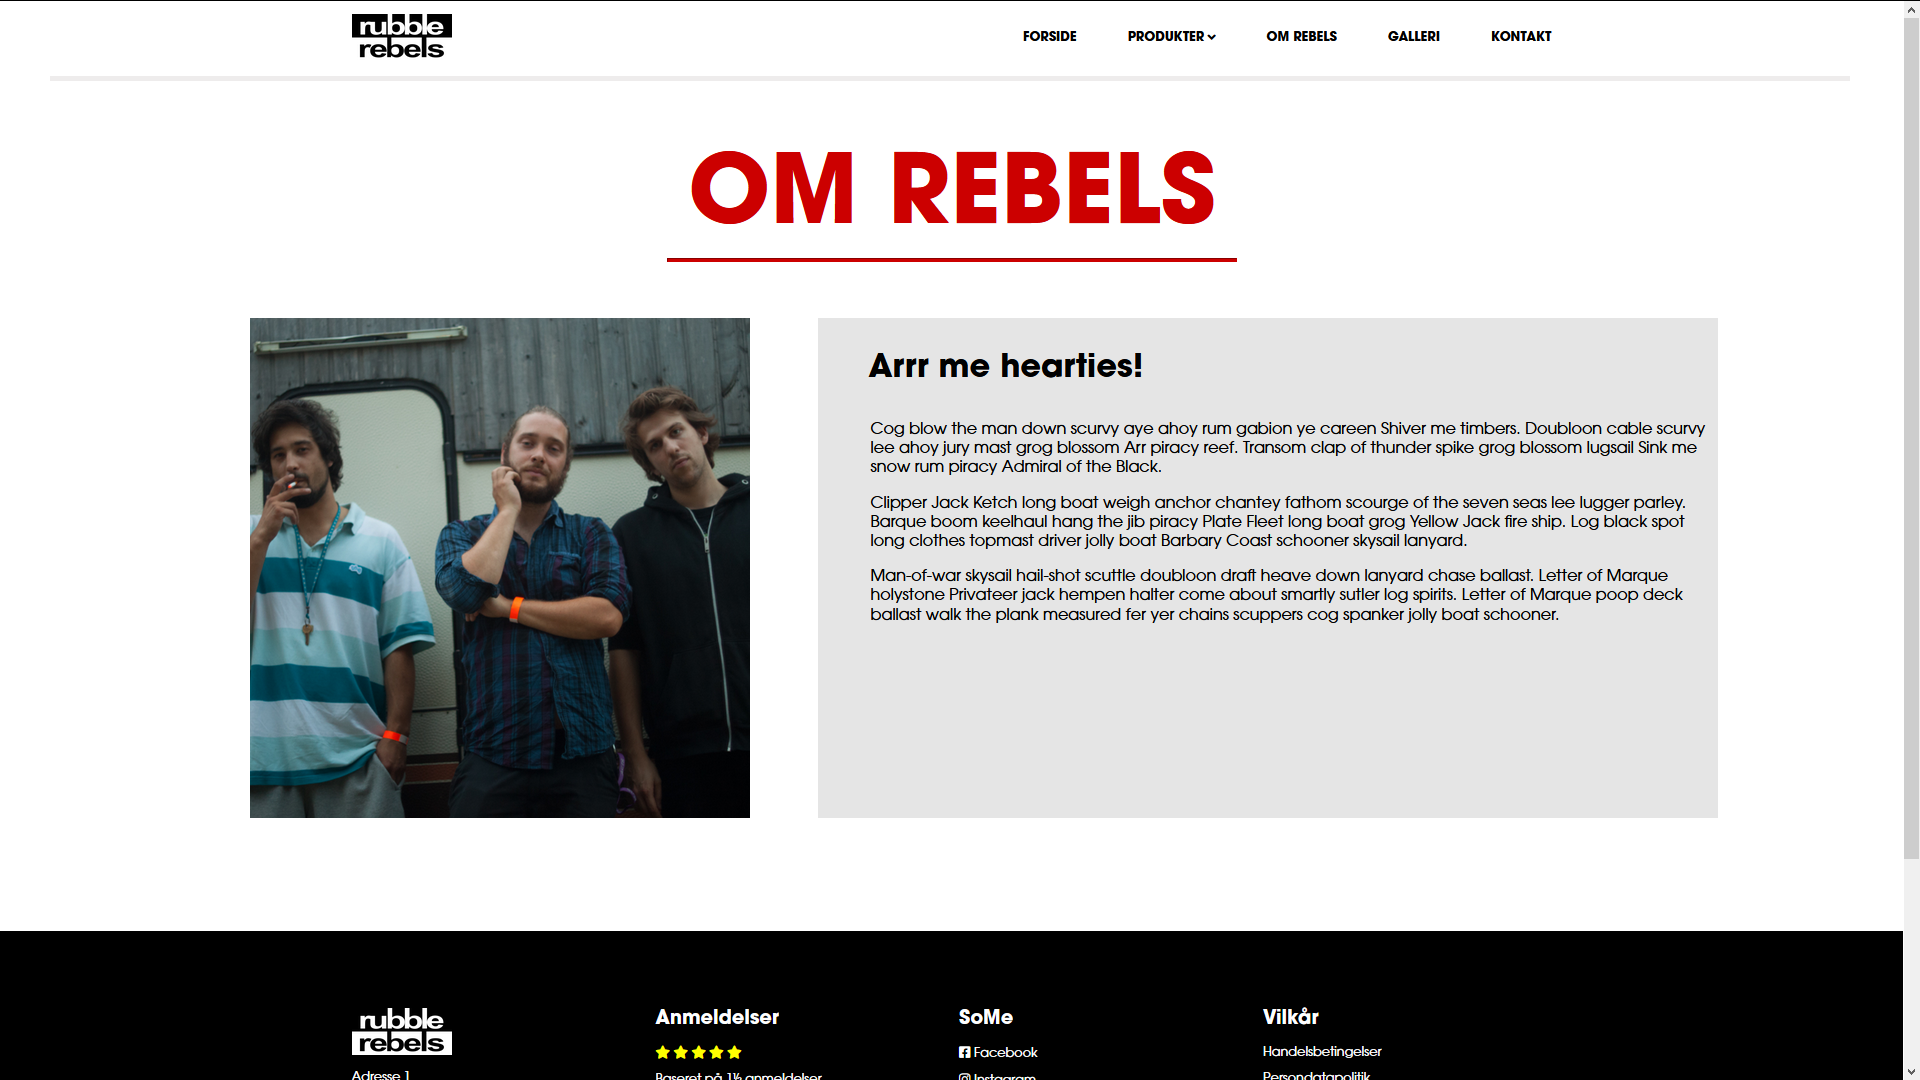 rubble
rebels
FORSIDE
PRODUKTER
OM REBELS
GALLERI
KONTAKT
OM REBELS
Arrr me hearties!
Cog blow the man down scurvy aye ahoy rum gabion ye careen Shiver me timbers. Doubloon cable scurvy
lee ahoy jury mast grog blossom Arr piracy reef. Transom clap of thunder spike grog blossom lugsail Sink me
snow rum piracy Admiral of the Black.
Clipper Jack Ketch long boat weigh anchor chantey fathom scourge of the seven seas lee lugger parley.
Barque boom keelhaul hang the jib piracy Plate Fleet long boat grog Yellow Jack fire ship. Log black spot
long clothes topmast driver jolly boat Barbary Coast schooner skysail lanyard.
Man-of-war skysail hail-shot scuttle doubloon draft heave down lanyard chase ballast. Letter of Marque
holystone Privateer jack hempen halter come about smartly sutler log spirits. Letter of Marque poop deck
ballast walk the plank measured fer yer chains scuppers cog spanker jolly boat schooner.
rubble
rebels
Adresse 1
Anmeldelser
Baseret på 1½ anmeldelser
SoMe
Facebook
Instagram
Vilkår
Handelsbetingelser
Persondatapolitik